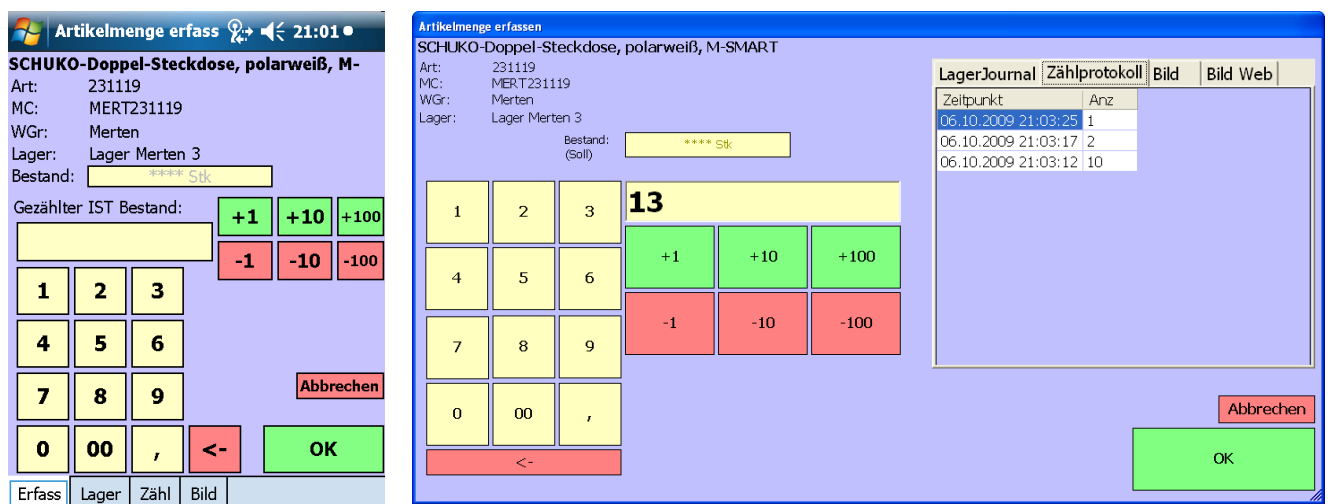 Artikelmenge erfass 21:01
SCHUKO-Doppel-Steckdose, polarweiß, M-
Art: 231119
MC: MERT231119
WGr: Merten
Lager: Lager Merten 3
Bestand: **** Stk
Gezählter IST Bestand:
+1 +10 +100
-1 -10 -100
1 2 3
4 5 6
7 8 9
Abbrechen
0 00 , <- OK
Erfass Lager Zähl Bild
Artikelmenge erfassen
SCHUKO-Doppel-Steckdose, polarweiß, M-SMART
Art: 231119
MC: MERT231119
WGr: Merten
Lager: Lager Merten 3
Bestand: **** Stk
(Soll)
13
1 2 3
+1 +10 +100
4 5 6
-1 -10 -100
7 8 9
0 00 ,
<-
LagerJournal Zählprotokoll Bild Bild Web
Zeitpunkt Anz
06.10.2009 21:03:25 1
06.10.2009 21:03:17 2
06.10.2009 21:03:12 10
Abbrechen
OK